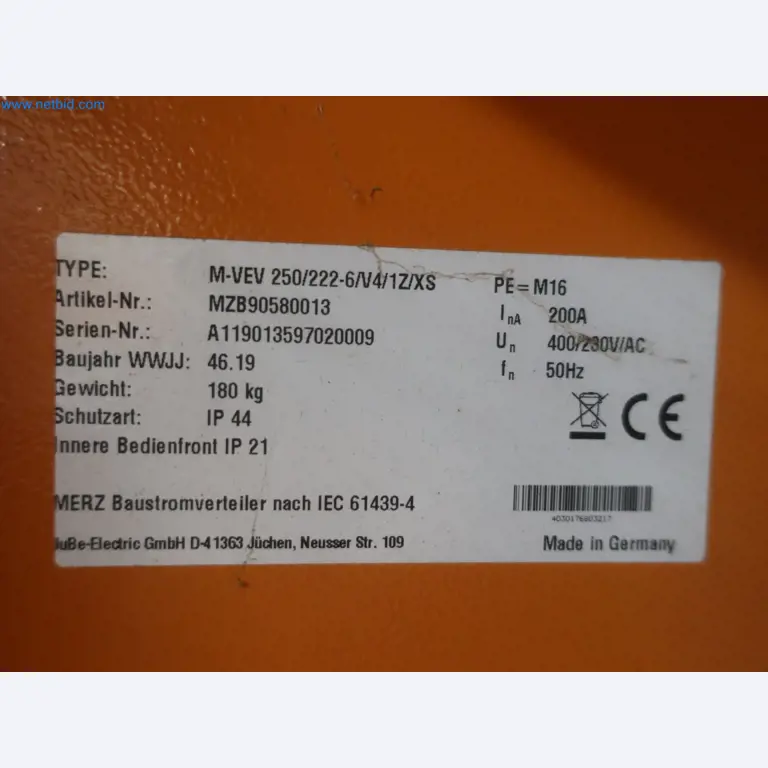 www.netbid.com
TYPE: M-VEV 250/222-6/V4/1Z/XS PE= M16
Artikel-Nr.: MZB90580013 InA 200A
Serien-Nr.: A119013597020009 Un 400/230V/AC
Baujahr WWJJ: 46.19 fn 50Hz
Gewicht: 180 kg
Schutzart: IP 44
Innere Bedienfront IP 21
CE
MERZ Baustromverteiler nach IEC 61439-4
4030176003217
JuBe-Electric GmbH D-41363 Jüchen, Neusser Str. 109 Made in Germany